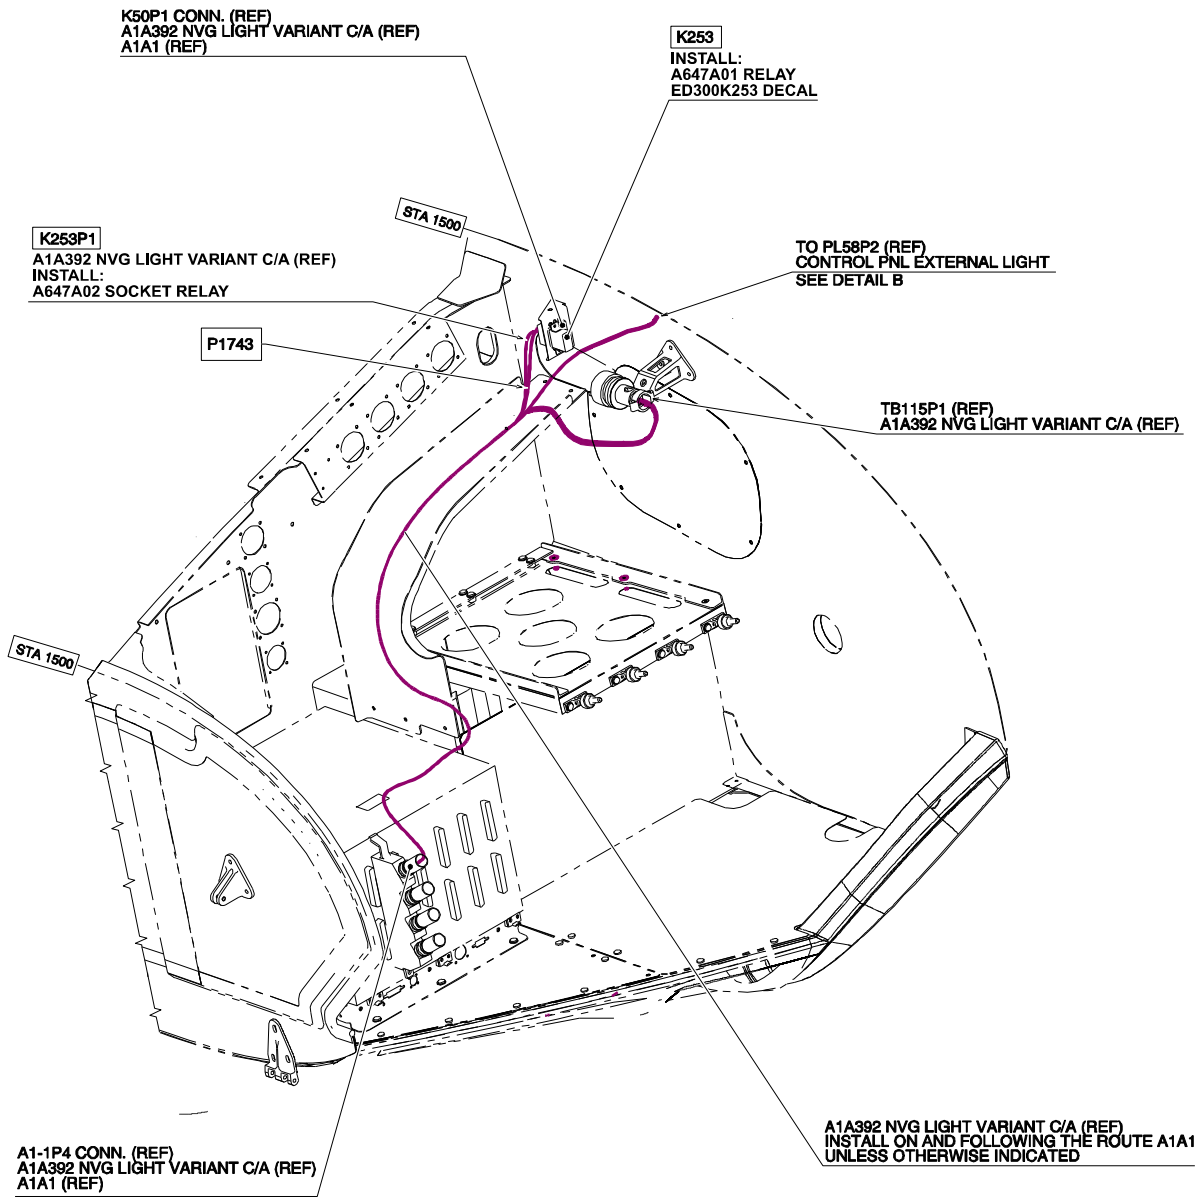 K50P1 CONN. (REF)
A1A392 NVG LIGHT VARIANT C/A (REF)
A1A1 (REF)
K253
INSTALL:
A647A01 RELAY
ED300K253 DECAL
STA 1500
K253P1
A1A392 NVG LIGHT VARIANT C/A (REF)
INSTALL:
A647A02 SOCKET RELAY
TO PL58P2 (REF)
CONTROL PNL EXTERNAL LIGHT
SEE DETAIL B
P1743
TB115P1 (REF)
A1A392 NVG LIGHT VARIANT C/A (REF)
STA 1500
A1A392 NVG LIGHT VARIANT C/A (REF)
INSTALL ON AND FOLLOWING THE ROUTE A1A1
UNLESS OTHERWISE INDICATED
A1-1P4 CONN. (REF)
A1A392 NVG LIGHT VARIANT C/A (REF)
A1A1 (REF)